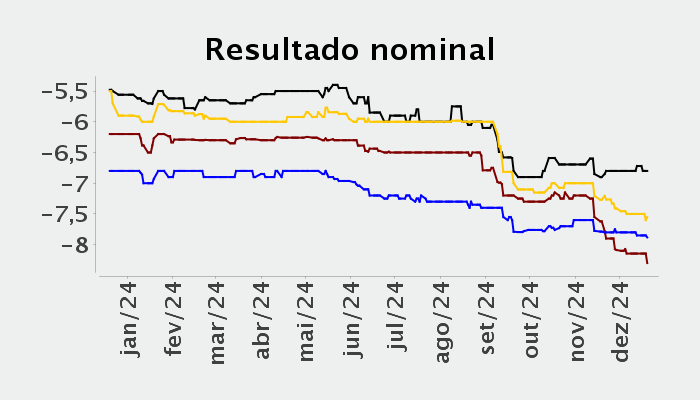 Resultado nominal
−5,5
−6
−6,5
−7
−7,5
−8
jan/24
fev/24
mar/24
abr/24
mai/24
jun/24
jul/24
ago/24
set/24
out/24
nov/24
dez/24